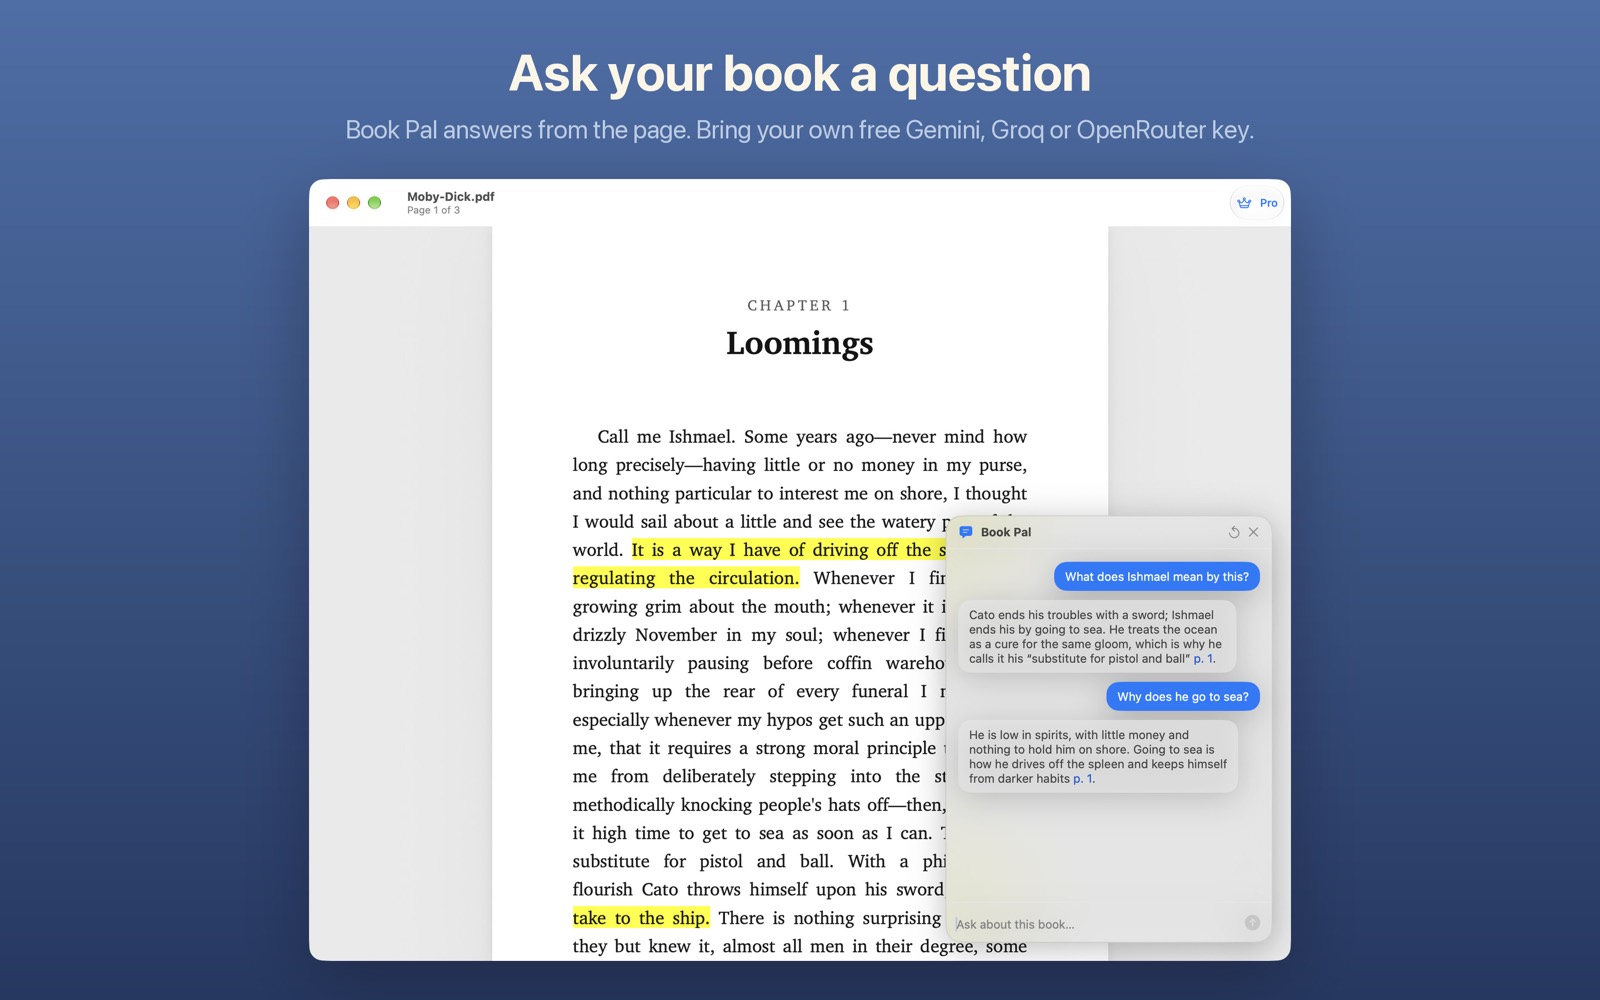 Ask your book a question
Book Pal answers from the page. Bring your own free Gemini, Groq or OpenRouter key.
Moby-Dick.pdf
Page 1 of 3
Pro
CHAPTER 1
Loomings
Call me Ishmael. Some years ago—never mind how
long precisely—having little or no money in my purse,
and nothing particular to interest me on shore, I thought
I would sail about a little and see the watery
world. It is a way I have of driving off the
regulating the circulation. Whenever I
growing grim about the mouth; whenever it
drizzly November in my soul; whenever I
involuntarily pausing before coffin
bringing up the rear of every funeral I
especially whenever my hypos get such an
me, that it requires a strong moral principle
me from deliberately stepping into the
methodically knocking people's hats off—then,
it high time to get to sea as soon as I can.
substitute for pistol and ball. With a
flourish Cato throws himself upon his sword
take to the ship. There is nothing surprising
they but knew it, almost all men in their degree, some
Book Pal
What does Ishmael mean by this?
Cato ends his troubles with a sword; Ishmael
ends his by going to sea. He treats the ocean
as a cure for the same gloom, which is why he
calls it his “substitute for pistol and ball” p. 1.
Why does he go to sea?
He is low in spirits, with little money and
nothing to hold him on shore. Going to sea is
how he drives off the spleen and keeps himself
from darker habits p. 1.
Ask about this book...